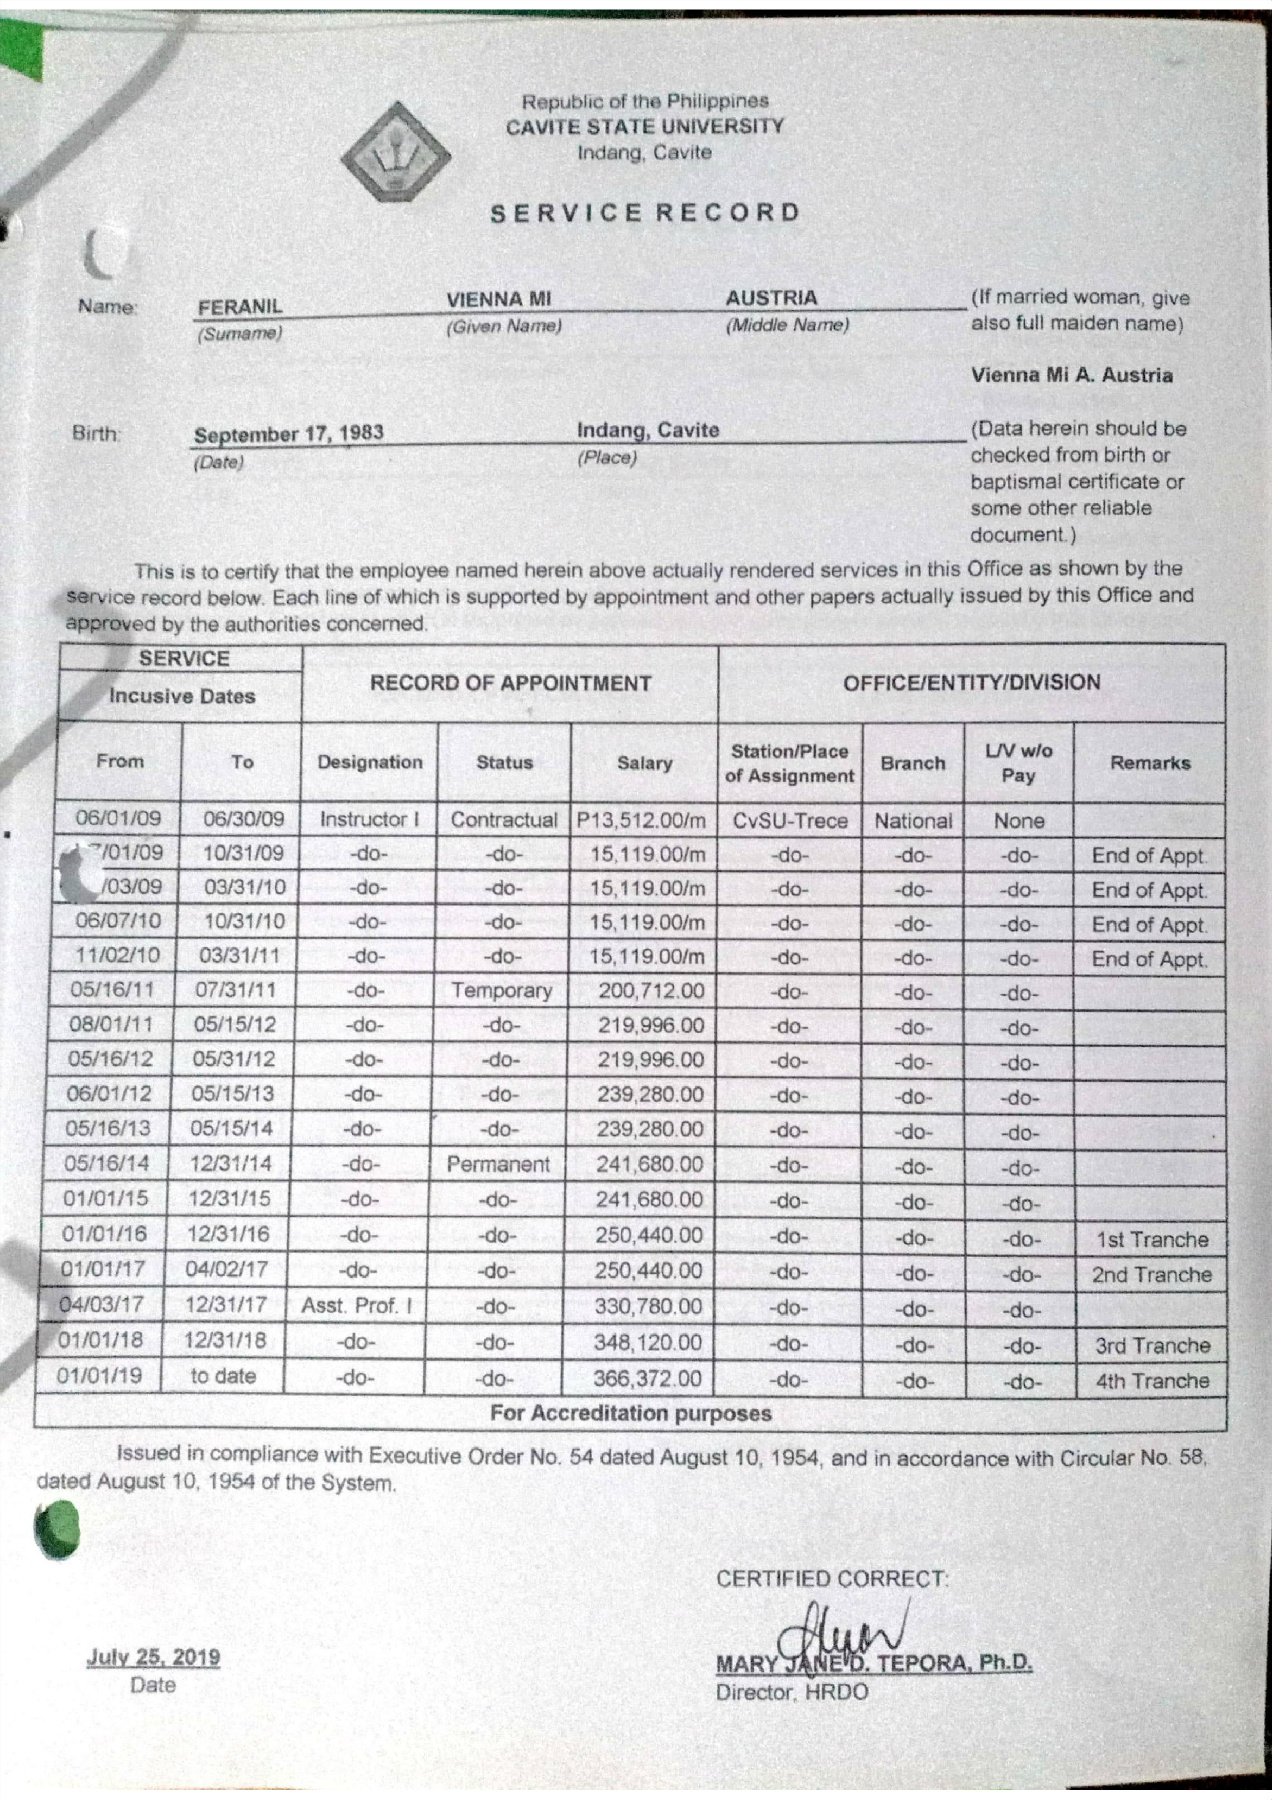 Republic of the Philippines
CAVITE STATE UNIVERSITY
Indang, Cavite
SERVICE RECORD
Name: FERANIL VIENNA MI AUSTRIA (If married woman, give
(Surname) (Given Name) (Middle Name) also full maiden name)
Vienna Mi A. Austria
Birth: September 17, 1983 Indang, Cavite (Data herein should be
(Date) (Place) checked from birth or
baptismal certificate or
some other reliable
document.)
This is to certify that the employee named herein above actually rendered services in this Office as shown by the
service record below. Each line of which is supported by appointment and other papers actually issued by this Office and
approved by the authorities concerned.
SERVICE
Incusive Dates RECORD OF APPOINTMENT OFFICE/ENTITY/DIVISION
From To Designation Status Salary Station/Place of Assignment Branch L/V w/o Pay Remarks
06/01/09 06/30/09 Instructor I Contractual P13,512.00/m CvSU-Trece National None
7/01/09 10/31/09 -do- -do- 15,119.00/m -do- -do- -do- End of Appt.
/03/09 03/31/10 -do- -do- 15,119.00/m -do- -do- -do- End of Appt.
06/07/10 10/31/10 -do- -do- 15,119.00/m -do- -do- -do- End of Appt.
11/02/10 03/31/11 -do- -do- 15,119.00/m -do- -do- -do- End of Appt.
05/16/11 07/31/11 -do- Temporary 200,712.00 -do- -do- -do-
08/01/11 05/15/12 -do- -do- 219,996.00 -do- -do- -do-
05/16/12 05/31/12 -do- -do- 219,996.00 -do- -do- -do-
06/01/12 05/15/13 -do- -do- 239,280.00 -do- -do- -do-
05/16/13 05/15/14 -do- -do- 239,280.00 -do- -do- -do-
05/16/14 12/31/14 -do- Permanent 241,680.00 -do- -do- -do-
01/01/15 12/31/15 -do- -do- 241,680.00 -do- -do- -do-
01/01/16 12/31/16 -do- -do- 250,440.00 -do- -do- -do- 1st Tranche
01/01/17 04/02/17 -do- -do- 250,440.00 -do- -do- -do- 2nd Tranche
04/03/17 12/31/17 Asst. Prof. I -do- 330,780.00 -do- -do- -do-
01/01/18 12/31/18 -do- -do- 348,120.00 -do- -do- -do- 3rd Tranche
01/01/19 to date -do- -do- 366,372.00 -do- -do- -do- 4th Tranche
For Accreditation purposes
Issued in compliance with Executive Order No. 54 dated August 10, 1954, and in accordance with Circular No. 58,
dated August 10, 1954 of the System.
CERTIFIED CORRECT:
July 25, 2019 MARY JANE D. TEPORA, Ph.D.
Date Director, HRDO